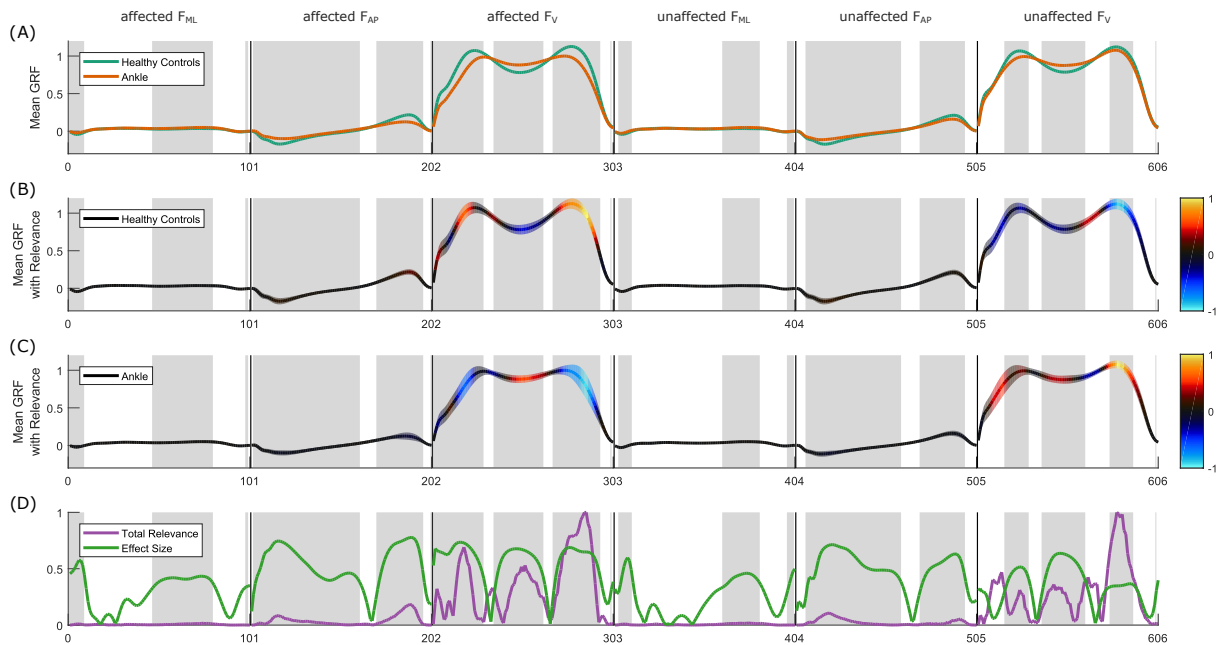 affected F_ML affected F_AP affected F_V unaffected F_ML unaffected F_AP unaffected F_V
(A)
Mean GRF
1
0.5
0
Healthy Controls
Ankle
0 101 202 303 404 505 606
(B)
Mean GRF
with Relevance
1
0.5
0
Healthy Controls
0 101 202 303 404 505 606
1
0
-1
(C)
Mean GRF
with Relevance
1
0.5
0
Ankle
0 101 202 303 404 505 606
1
0
-1
(D)
1
0.5
0
Total Relevance
Effect Size
0 101 202 303 404 505 606